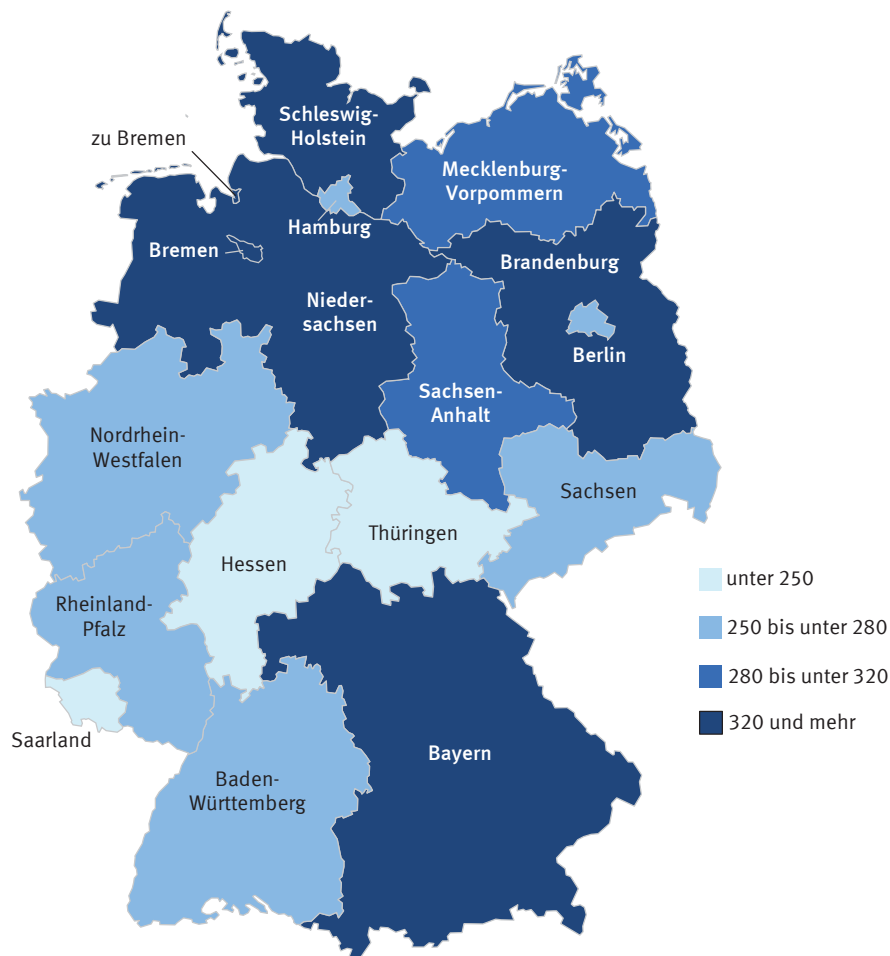 Schleswig-
Holstein
zu Bremen
Mecklenburg-
Vorpommern
Hamburg
Bremen
Brandenburg
Nieder-
sachsen
Berlin
Sachsen-
Anhalt
Nordrhein-
Westfalen
Sachsen
Thüringen
Hessen
Rheinland-
Pfalz
Saarland
Bayern
Baden-
Württemberg
unter 250
250 bis unter 280
280 bis unter 320
320 und mehr